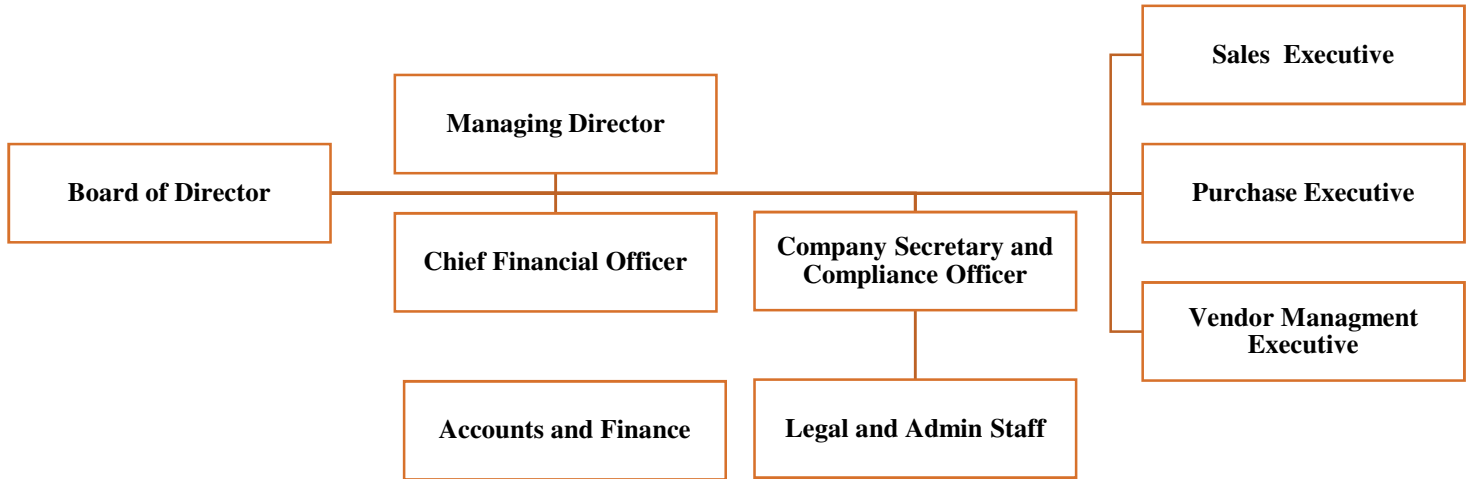 Sales  Executive
Managing Director
Board of Director
Purchase Executive
Chief Financial Officer
Company Secretary and
Compliance Officer
Vendor Managment
Executive
Accounts and Finance
Legal and Admin Staff